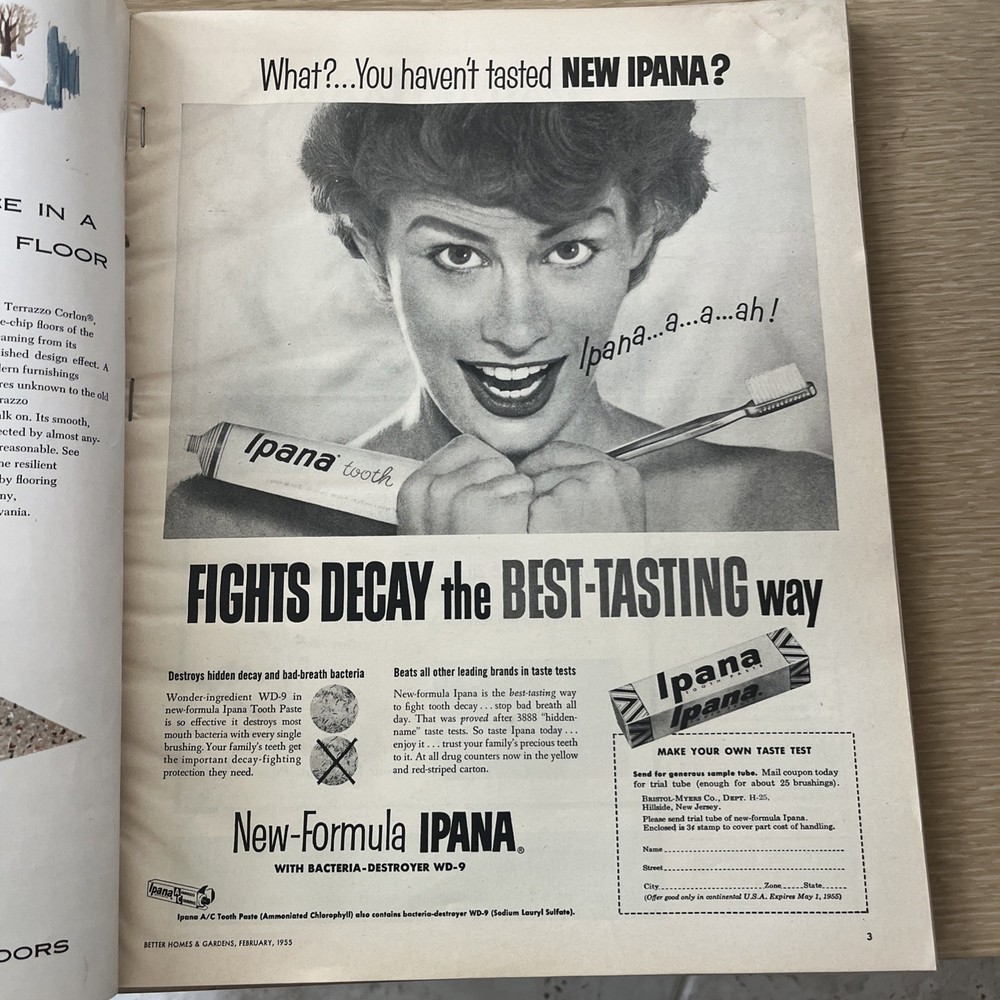 CE IN A
FLOOR
Terrazzo Corlon®,
e-chip floors of the
aming from its
ished design effect. A
ern furnishings
res unknown to the old
razzo
alk on. Its smooth,
ected by almost any-
reasonable. See
ne resilient
by flooring
ny,
vania.
OORS
What?...You haven't tasted NEW IPANA?
Ipana...a...a...ah!
Ipana tooth
FIGHTS DECAY the BEST-TASTING way
Destroys hidden decay and bad-breath bacteria
Wonder-ingredient WD-9 in
new-formula Ipana Tooth Paste
is so effective it destroys most
mouth bacteria with every single
brushing. Your family's teeth get
the important decay-fighting
protection they need.
Beats all other leading brands in taste tests
New-formula Ipana is the best-tasting way
to fight tooth decay . . . stop bad breath all
day. That was proved after 3888 "hidden-
name" taste tests. So taste Ipana today . . .
enjoy it . . . trust your family's precious teeth
to it. At all drug counters now in the yellow
and red-striped carton.
Ipana
TOOTH PASTE
Ipana.
MAKE YOUR OWN TASTE TEST
Send for generous sample tube. Mail coupon today
for trial tube (enough for about 25 brushings).
BRISTOL-MYERS CO., DEPT. H-25,
Hillside, New Jersey.
Please send trial tube of new-formula Ipana.
Enclosed is 3¢ stamp to cover part cost of handling.
Name
Street
City Zone State
(Offer good only in continental U.S.A. Expires May 1, 1955)
New-Formula IPANA®
WITH BACTERIA-DESTROYER WD-9
Ipana A/C
Ipana A/C Tooth Paste (Ammoniated Chlorophyll) also contains bacteria-destroyer WD-9 (Sodium Lauryl Sulfate).
BETTER HOMES & GARDENS, FEBRUARY, 1955
3